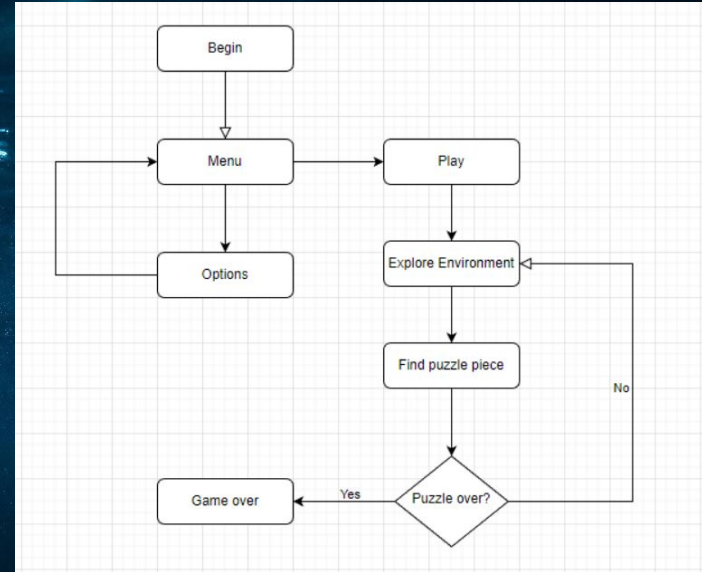 Begin
Menu
Play
Options
Explore Environment
Find puzzle piece
No
Game over
Yes
Puzzle over?